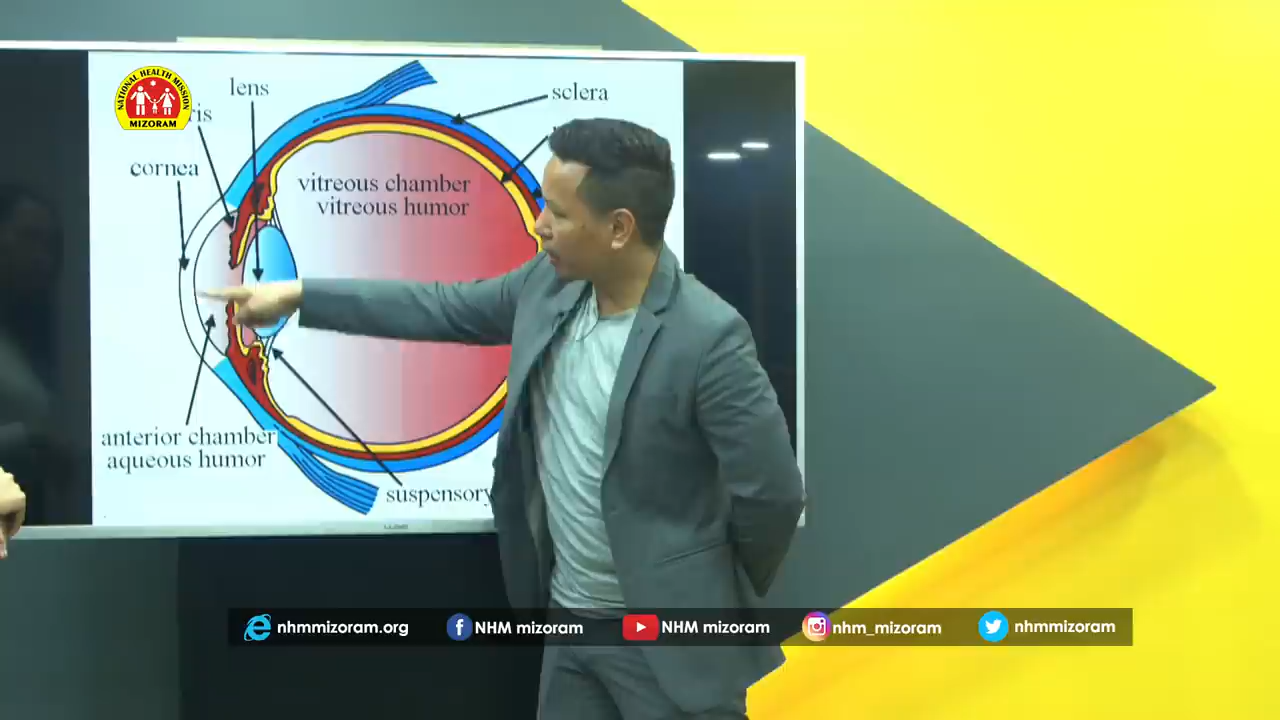 NATIONAL HEALTH MISSION
MIZORAM
lens
sclera
cornea
vitreous chamber
vitreous humor
anterior chamber
aqueous humor
suspensory
nhmmizoram.org
NHM mizoram
NHM mizoram
nhm_mizoram
nhmmizoram